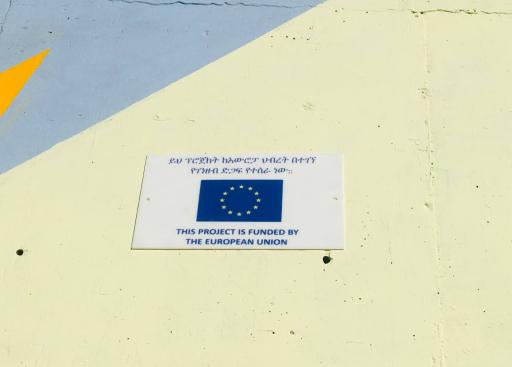 ይህ ፕሮጀክት ከአውሮፓ ህብረት በተገኘ
የገንዘብ ድጋፍ የተሰራ ነው።
THIS PROJECT IS FUNDED BY
THE EUROPEAN UNION